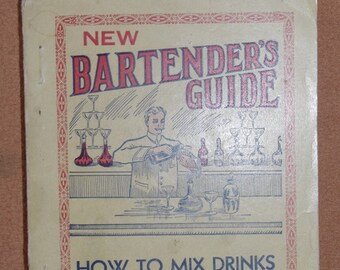 NEW
BARTENDER'S
GUIDE
HOW TO MIX DRINKS